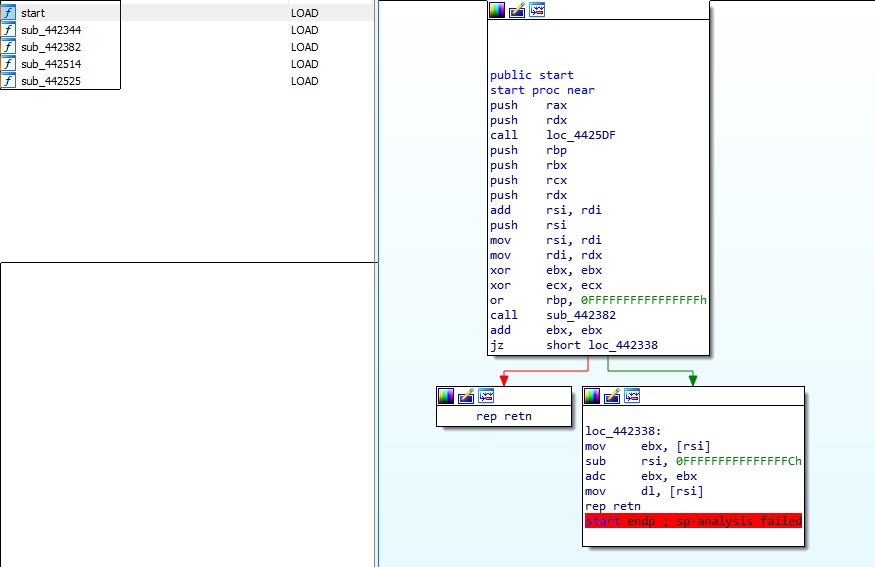 start LOAD
sub_442344 LOAD
sub_442382 LOAD
sub_442514 LOAD
sub_442525 LOAD
public start
start proc near
push rax
push rdx
call loc_4425DF
push rbp
push rbx
push rcx
push rdx
add rsi, rdi
push rsi
mov rsi, rdi
mov rdi, rdx
xor ebx, ebx
xor ecx, ecx
or rbp, 0FFFFFFFFFFFFFFFFh
call sub_442382
add ebx, ebx
jz short loc_442338
rep retn
loc_442338:
mov ebx, [rsi]
sub rsi, 0FFFFFFFFFFFFFFFCh
adc ebx, ebx
mov dl, [rsi]
rep retn
start endp ; sp-analysis failed